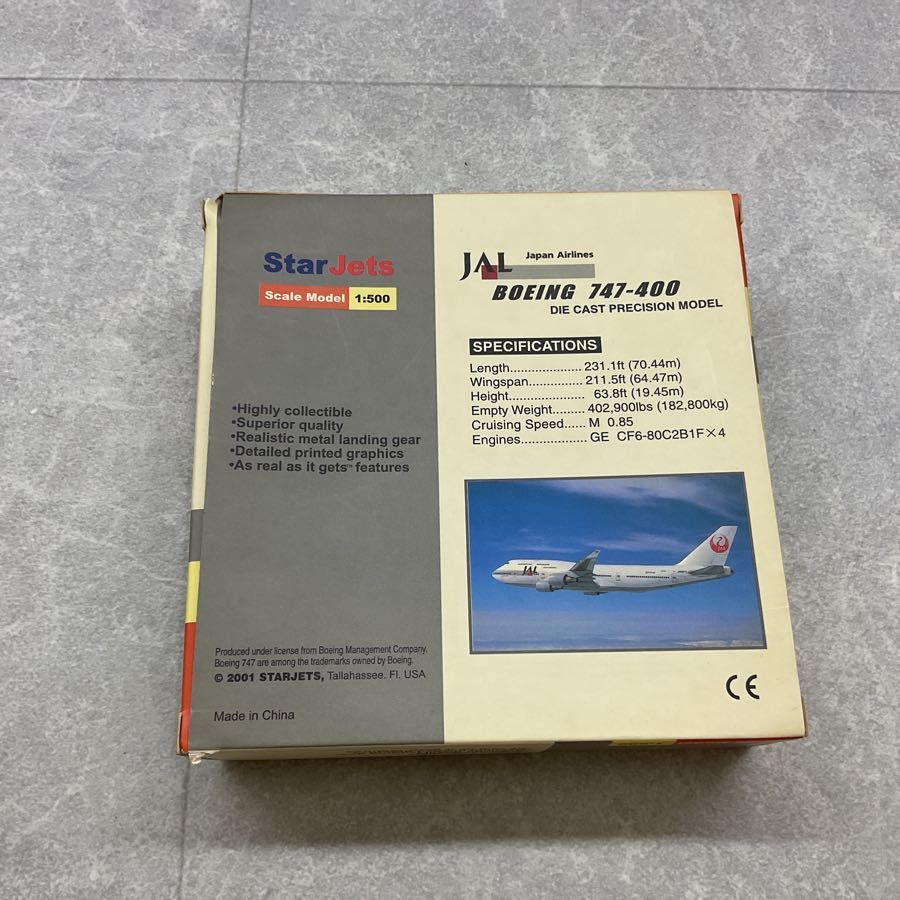 StarJets
Scale Model 1:500
•Highly collectible
•Superior quality
•Realistic metal landing gear
•Detailed printed graphics
•As real as it gets™ features
Produced under license from Boeing Management Company.
Boeing 747 are among the trademarks owned by Boeing.
© 2001 STARJETS, Tallahassee. Fl. USA
Made in China
JAL Japan Airlines
BOEING 747-400
DIE CAST PRECISION MODEL
SPECIFICATIONS
Length.................... 231.1ft (70.44m)
Wingspan............... 211.5ft (64.47m)
Height..................... 63.8ft (19.45m)
Empty Weight......... 402,900lbs (182,800kg)
Cruising Speed...... M 0.85
Engines.................. GE CF6-80C2B1F×4
JAL
CE